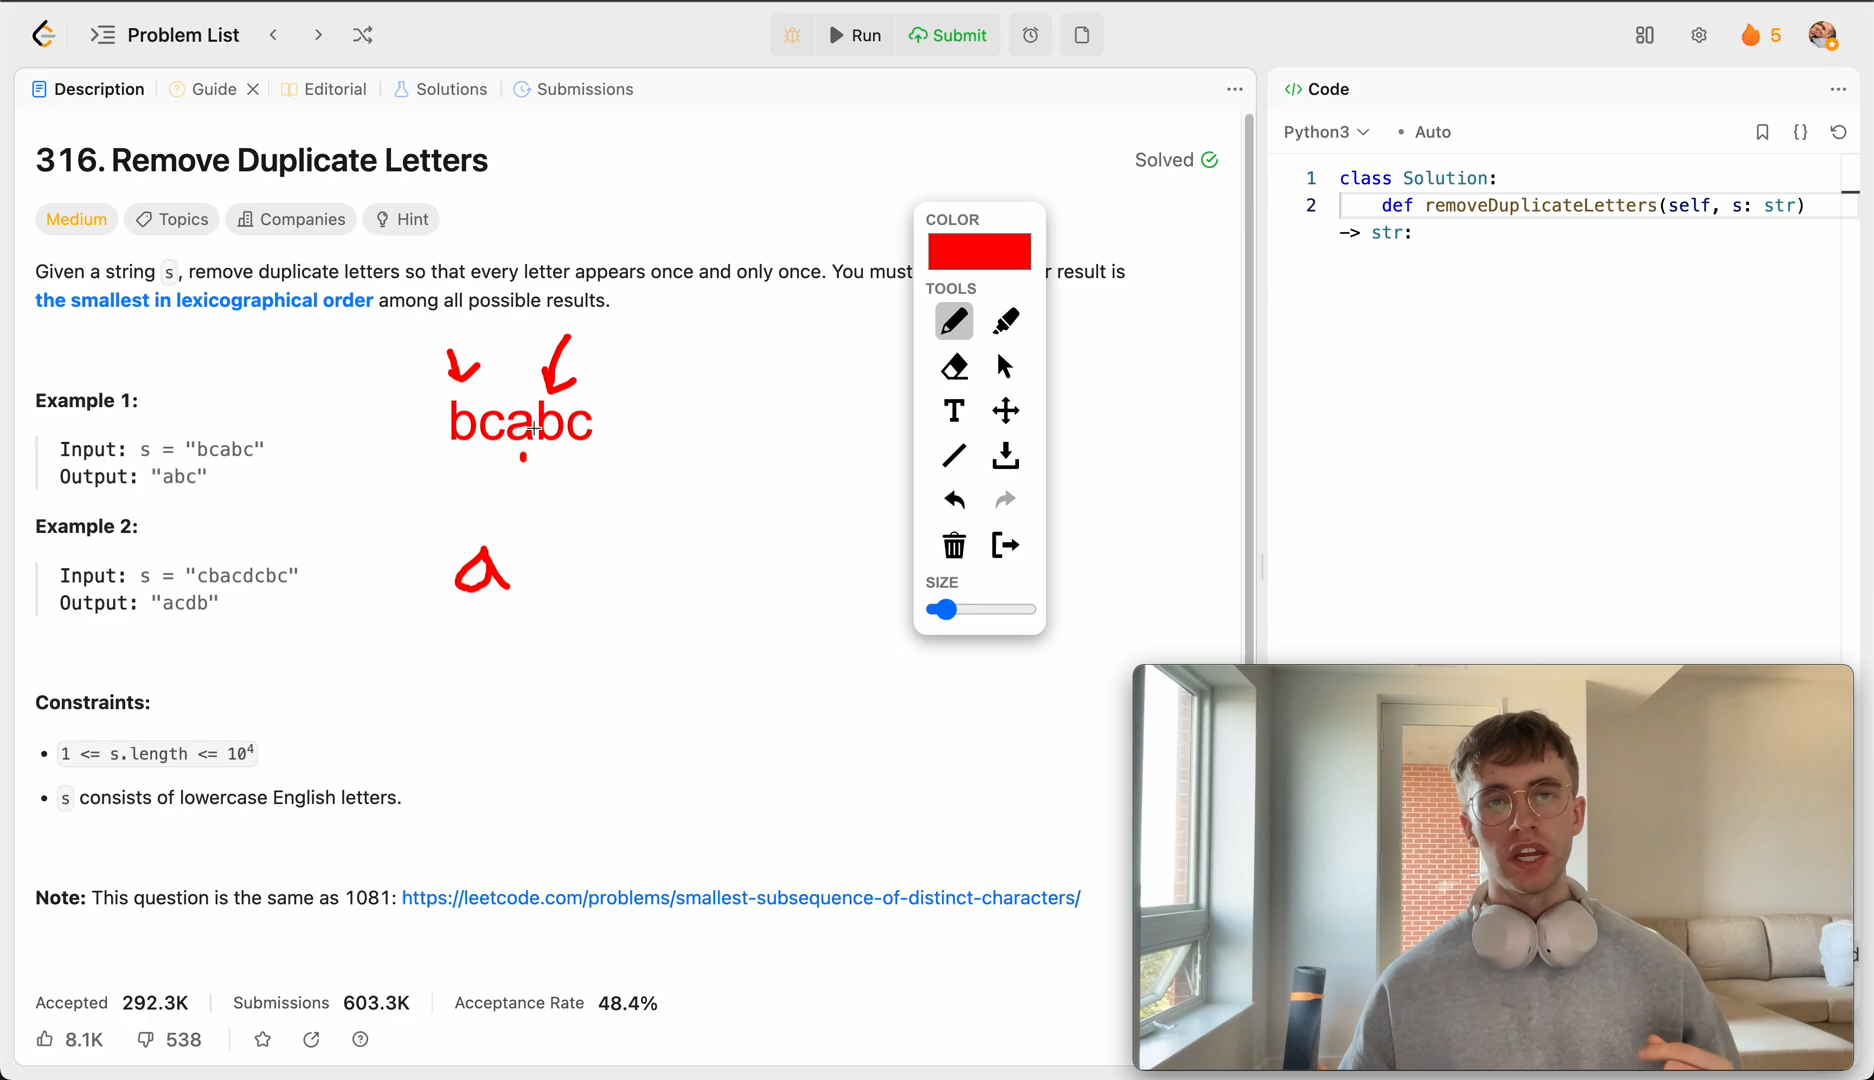 Problem List
Run
Submit
5
Description
Guide
Editorial
Solutions
Submissions
316. Remove Duplicate Letters
Solved
Medium
Topics
Companies
Hint
Given a string s, remove duplicate letters so that every letter appears once and only once. You must r result is
the smallest in lexicographical order among all possible results.
Example 1:
Input: s = "bcabc"
Output: "abc"
Example 2:
Input: s = "cbacdcbc"
Output: "acdb"
bcabc
a
Constraints:
1 <= s.length <= 10⁴
s consists of lowercase English letters.
Note: This question is the same as 1081: https://leetcode.com/problems/smallest-subsequence-of-distinct-characters/
Accepted 292.3K
Submissions 603.3K
Acceptance Rate 48.4%
8.1K
538
COLOR
TOOLS
T
SIZE
</> Code
Python3
Auto
{}
1 class Solution:
2 def removeDuplicateLetters(self, s: str)
-> str: